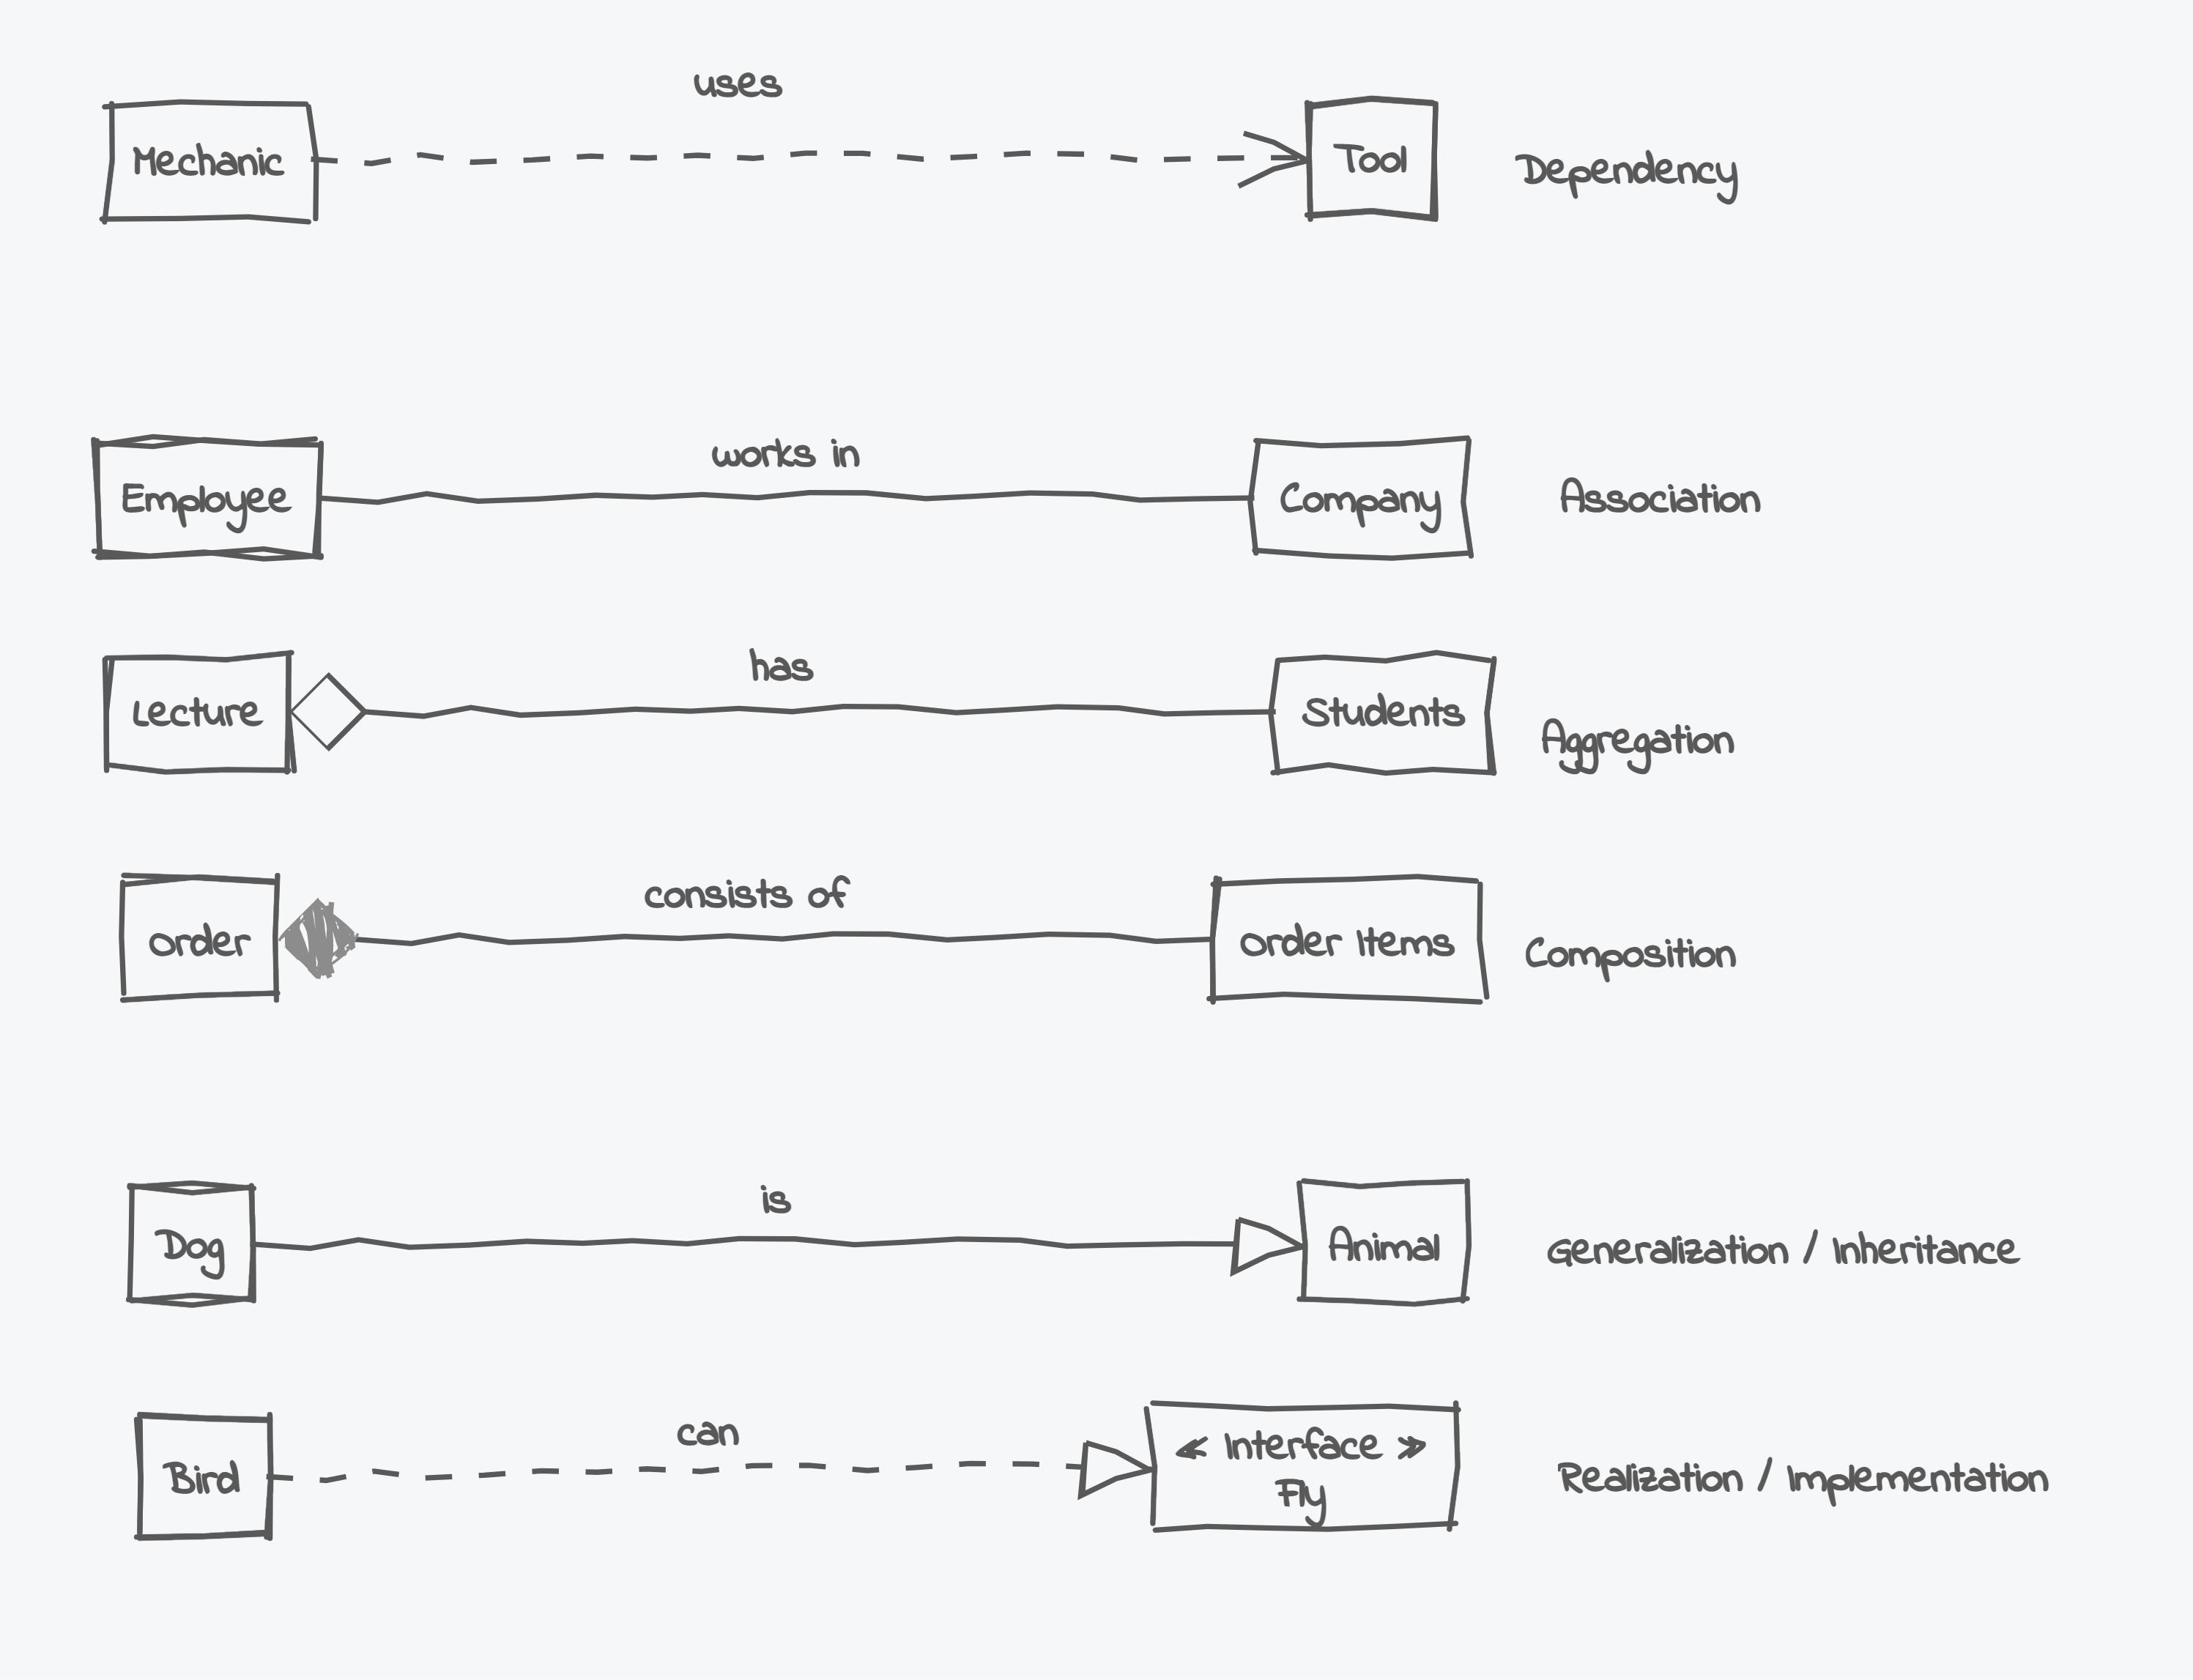 uses
Mechanic
Tool
Dependency
works in
Employee
Company
Association
has
Lecture
Students
Aggregation
consists of
Order
Order Items
Composition
is
Dog
Animal
Generalization / Inheritance
can
Bird
< Interface >
Fly
Realization / Implementation